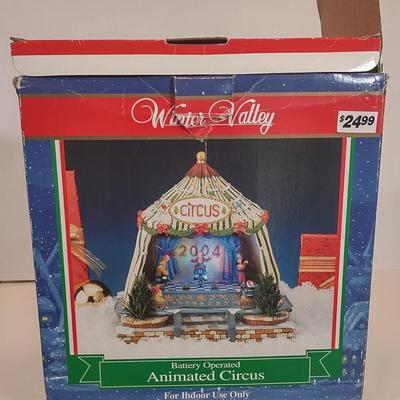 Winter Valley
$24.99
CIRCUS
2004
Battery Operated
Animated Circus
For Indoor Use Only